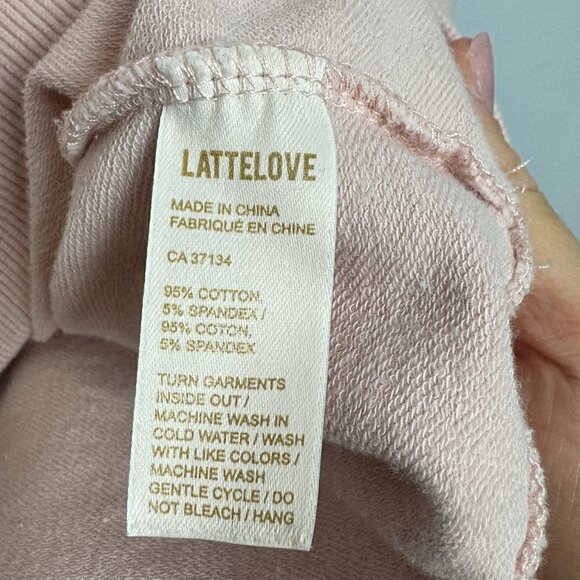 LATTELOVE
MADE IN CHINA
FABRIQUÉ EN CHINE
CA 37134
95% COTTON,
5% SPANDEX /
95% COTON,
5% SPANDEX
TURN GARMENTS
INSIDE OUT /
MACHINE WASH IN
COLD WATER / WASH
WITH LIKE COLORS /
MACHINE WASH
GENTLE CYCLE / DO
NOT BLEACH / HANG